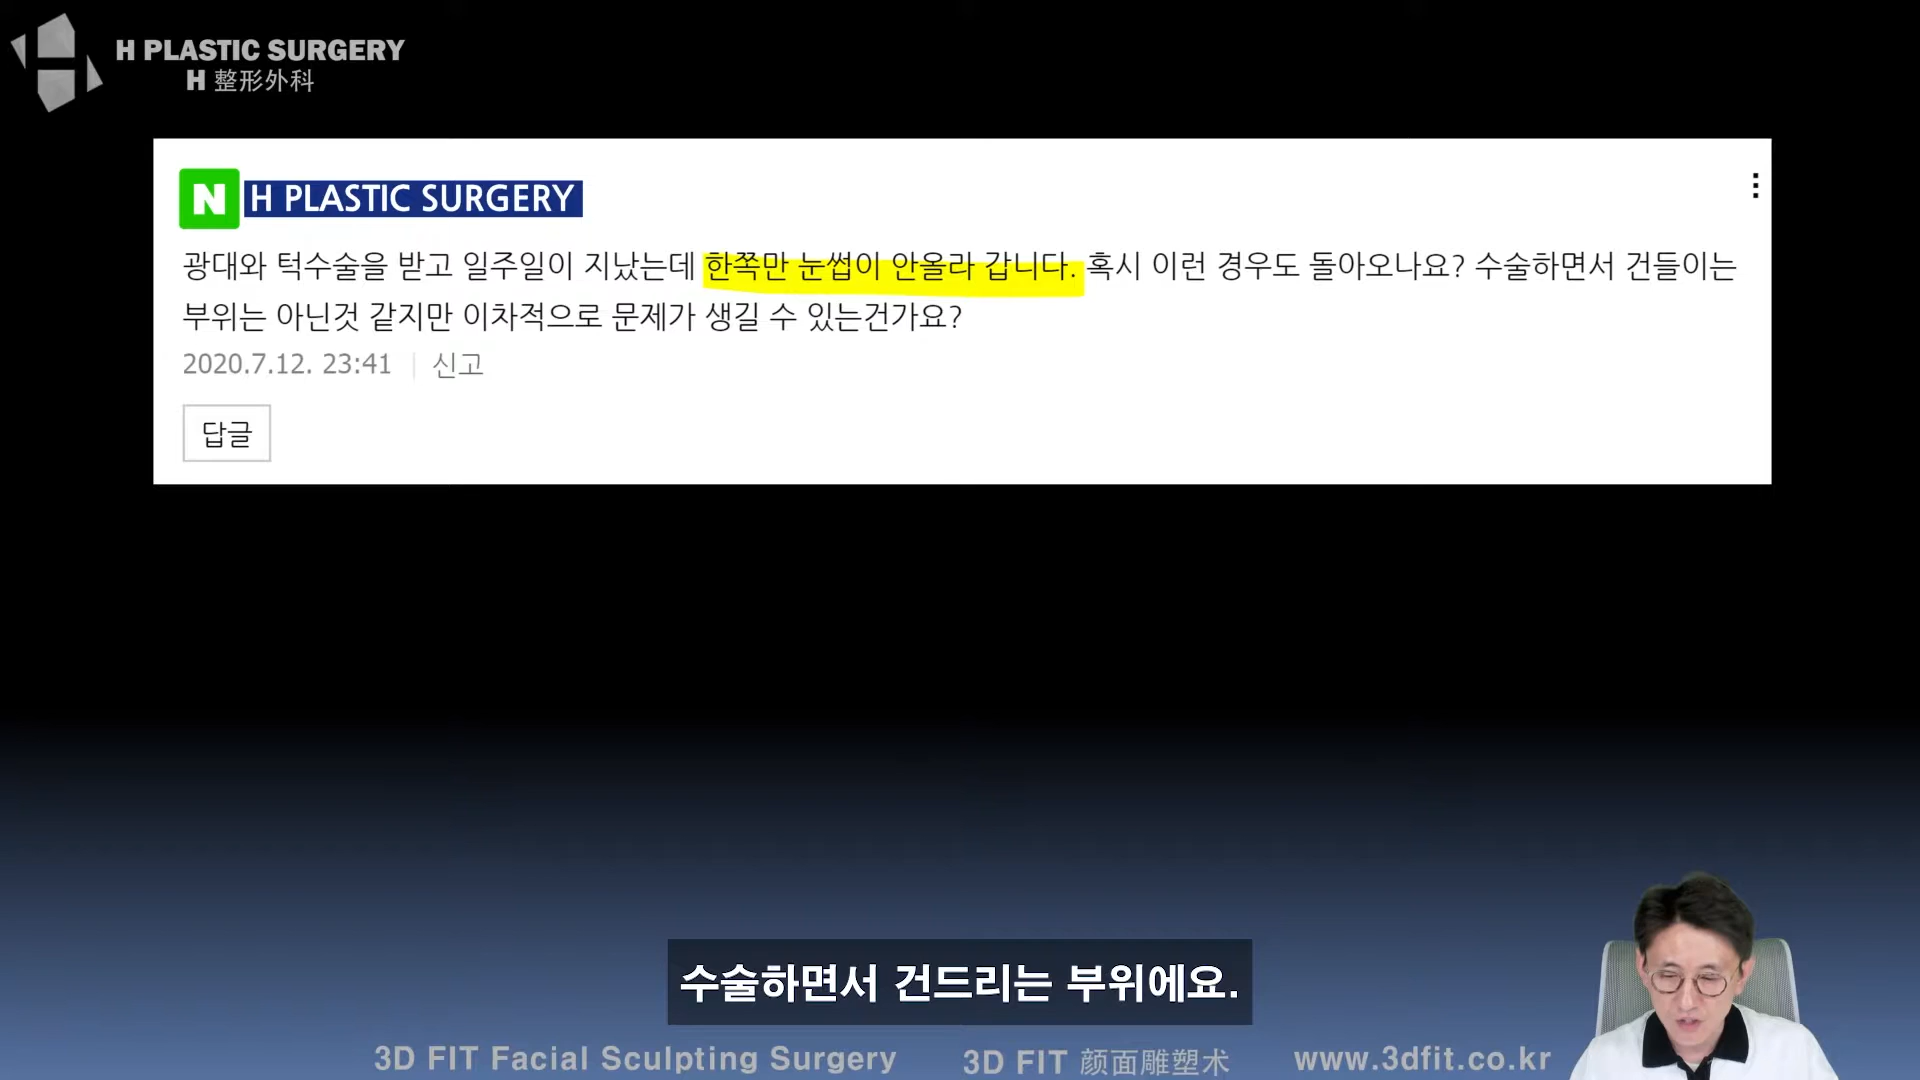 H PLASTIC SURGERY
H 整形外科
N H PLASTIC SURGERY
광대와 턱수술을 받고 일주일이 지났는데 한쪽만 눈썹이 안올라 갑니다. 혹시 이런 경우도 돌아오나요? 수술하면서 건들이는
부위는 아닌것 같지만 이차적으로 문제가 생길 수 있는건가요?
2020.7.12. 23:41 | 신고
답글
수술하면서 건드리는 부위에요.
3D FIT Facial Sculpting Surgery 3D FIT 颜面雕塑术 www.3dfit.co.kr